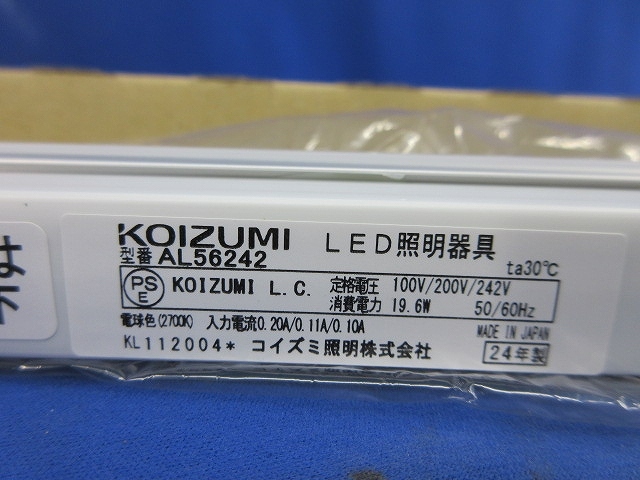 KOIZUMI LED照明器具
型番 AL56242 ta30℃
PSE KOIZUMI L.C. 定格電圧 100V/200V/242V
消費電力 19.6W 50/60Hz
電球色(2700K) 入力電流0.20A/0.11A/0.10A MADE IN JAPAN
KL112004* コイズミ照明株式会社 24年製
は